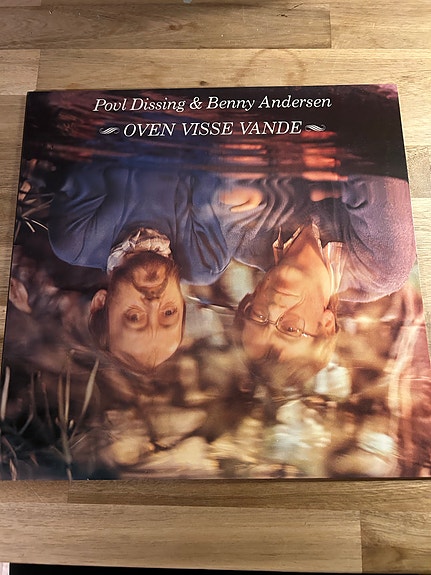 Povl Dissing & Benny Andersen
OVEN VISSE VANDE